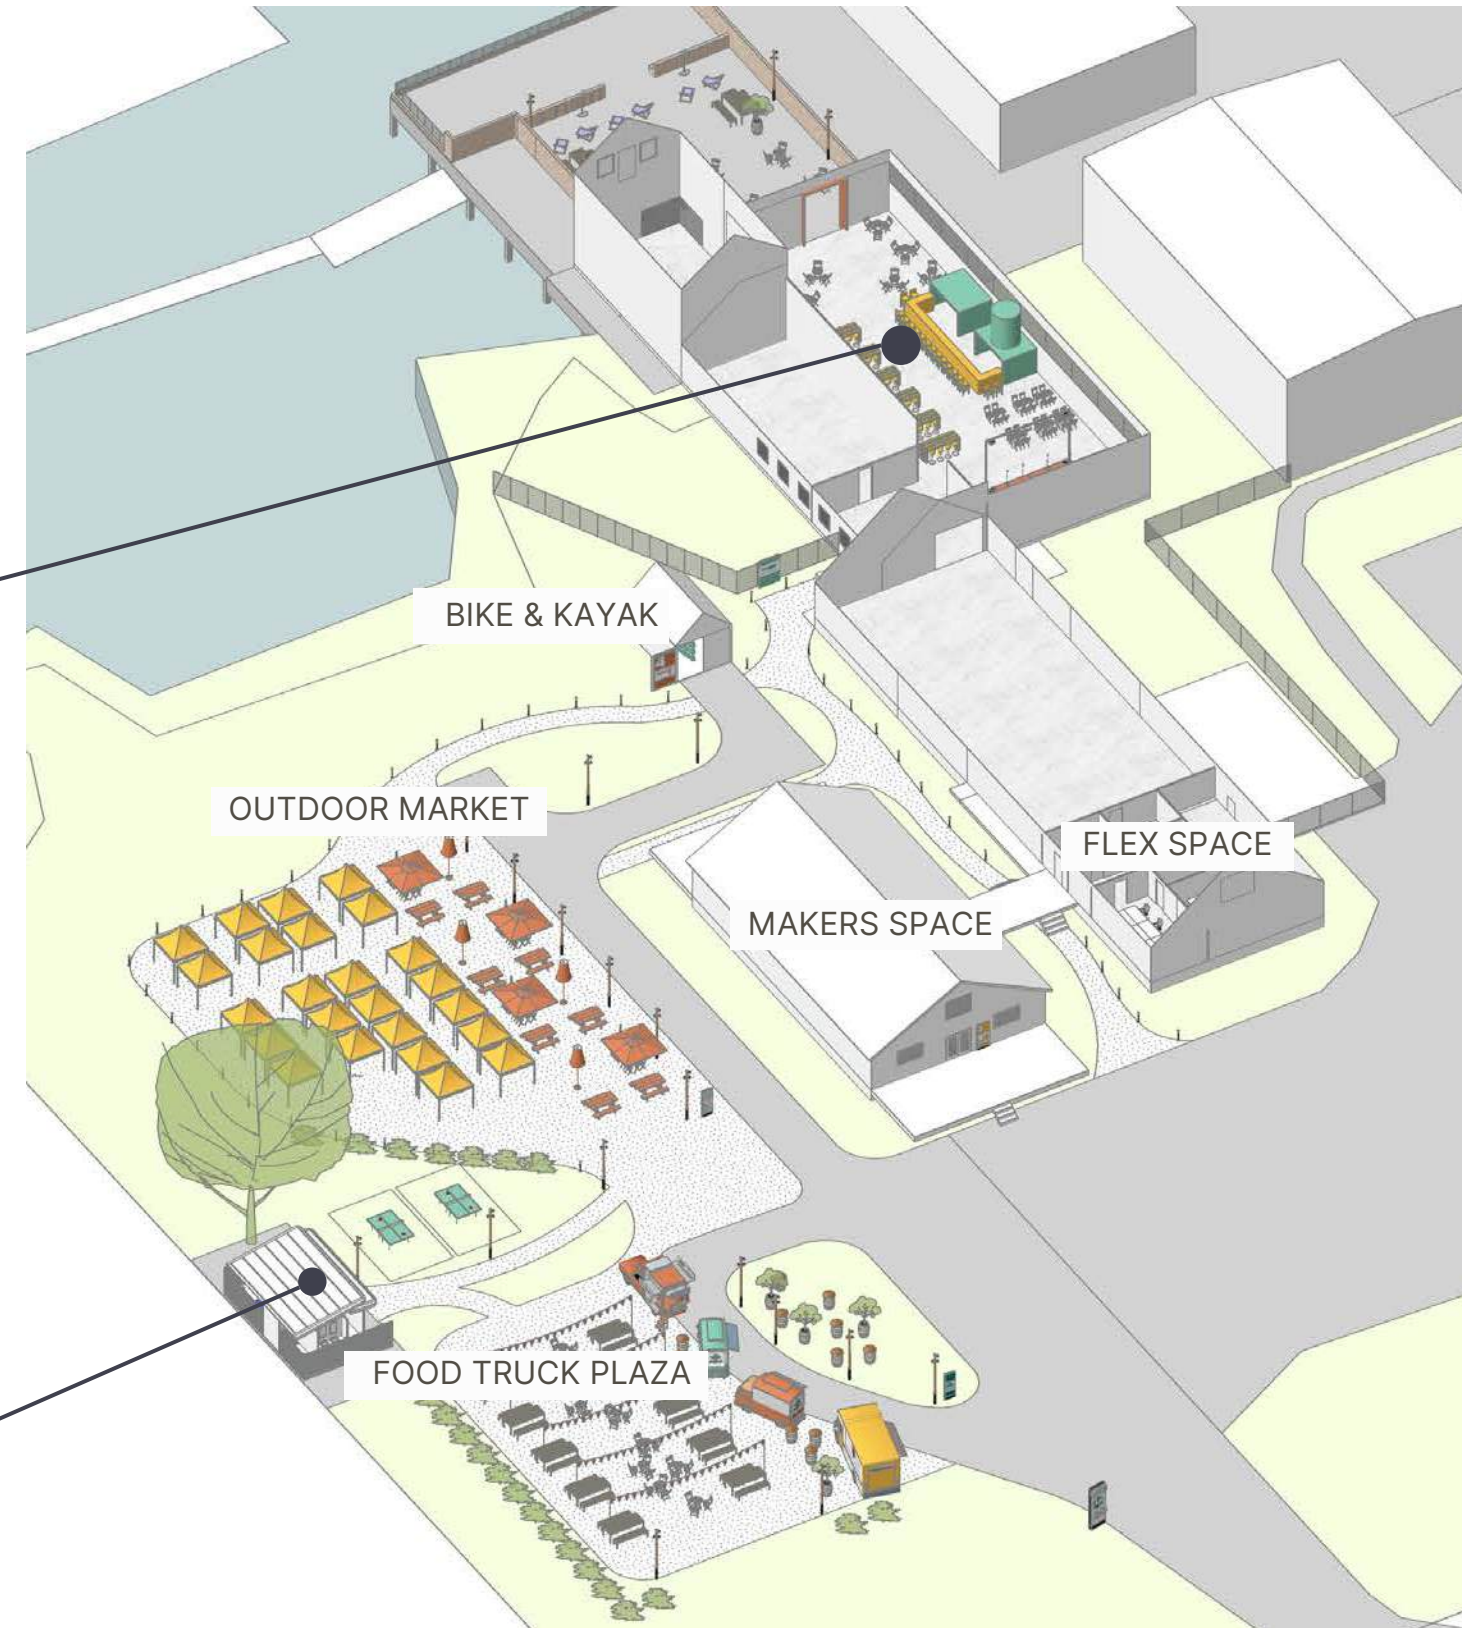 BIKE & KAYAK
OUTDOOR MARKET
FLEX SPACE
MAKERS SPACE
FOOD TRUCK PLAZA